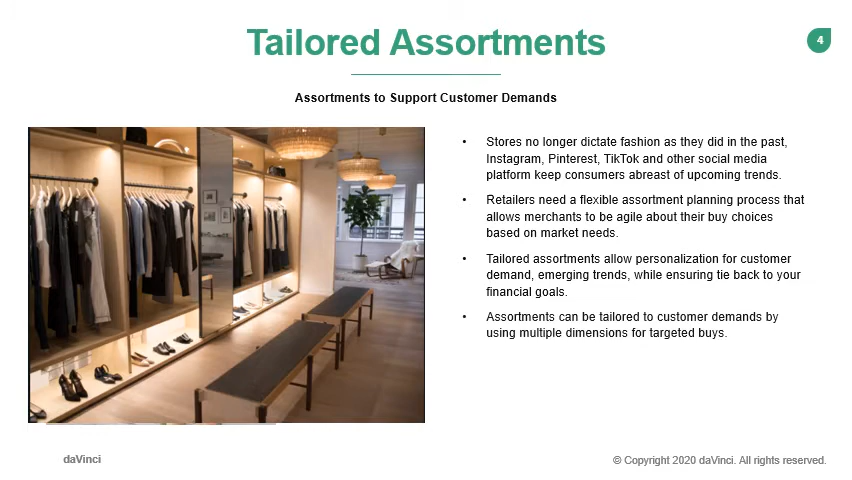 Tailored Assortments
4
Assortments to Support Customer Demands
• Stores no longer dictate fashion as they did in the past,
Instagram, Pinterest, TikTok and other social media
platform keep consumers abreast of upcoming trends.
• Retailers need a flexible assortment planning process that
allows merchants to be agile about their buy choices
based on market needs.
• Tailored assortments allow personalization for customer
demand, emerging trends, while ensuring tie back to your
financial goals.
• Assortments can be tailored to customer demands by
using multiple dimensions for targeted buys.
daVinci
© Copyright 2020 daVinci. All rights reserved.